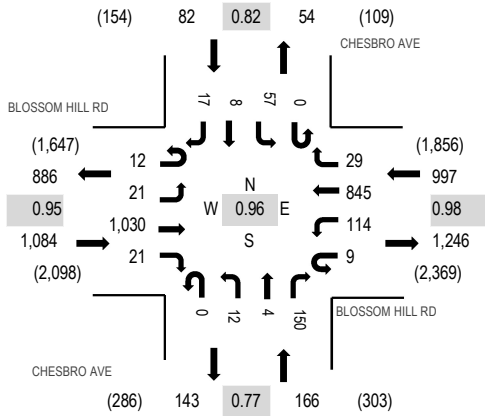 (154) 82 0.82 54 (109)
CHESBRO AVE
BLOSSOM HILL RD
17 8 57 0
(1,647) (1,856)
886 12 29 997
21 N 845
0.95 W 0.96 E 0.98
1,030 S 114
1,084 21 9 1,246
(2,098) (2,369)
0 12 4 150
BLOSSOM HILL RD
CHESBRO AVE
(286) 143 0.77 166 (303)